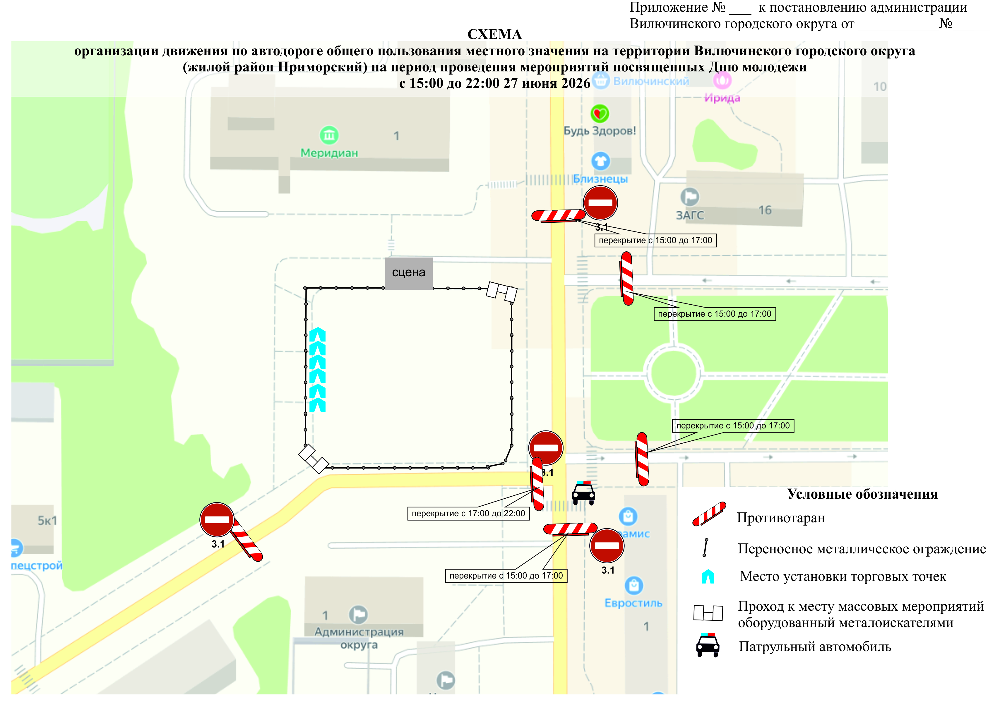 Приложение № ___ к постановлению администрации
Вилючинского городского округа от ___________№_____
СХЕМА
организации движения по автодороге общего пользования местного значения на территории Вилючинского городского округа
(жилой район Приморский) на период проведения мероприятий посвященных Дню молодежи
с 15:00 до 22:00 27 июня 2026
Вилючинский
10
Ирида
Будь Здоров!
1
Меридиан
Близнецы
ЗАГС
16
3.1
перекрытие с 15:00 до 17:00
сцена
перекрытие с 15:00 до 17:00
перекрытие с 15:00 до 17:00
3.1
перекрытие с 17:00 до 22:00
5к1
3.1
пецстрой
амис
3.1
перекрытие с 15:00 до 17:00
Евростиль
1
1
Администрация
округа
Условные обозначения
Противотаран
Переносное металлическое ограждение
Место установки торговых точек
Проход к месту массовых мероприятий
оборудованный металоискателями
Патрульный автомобиль